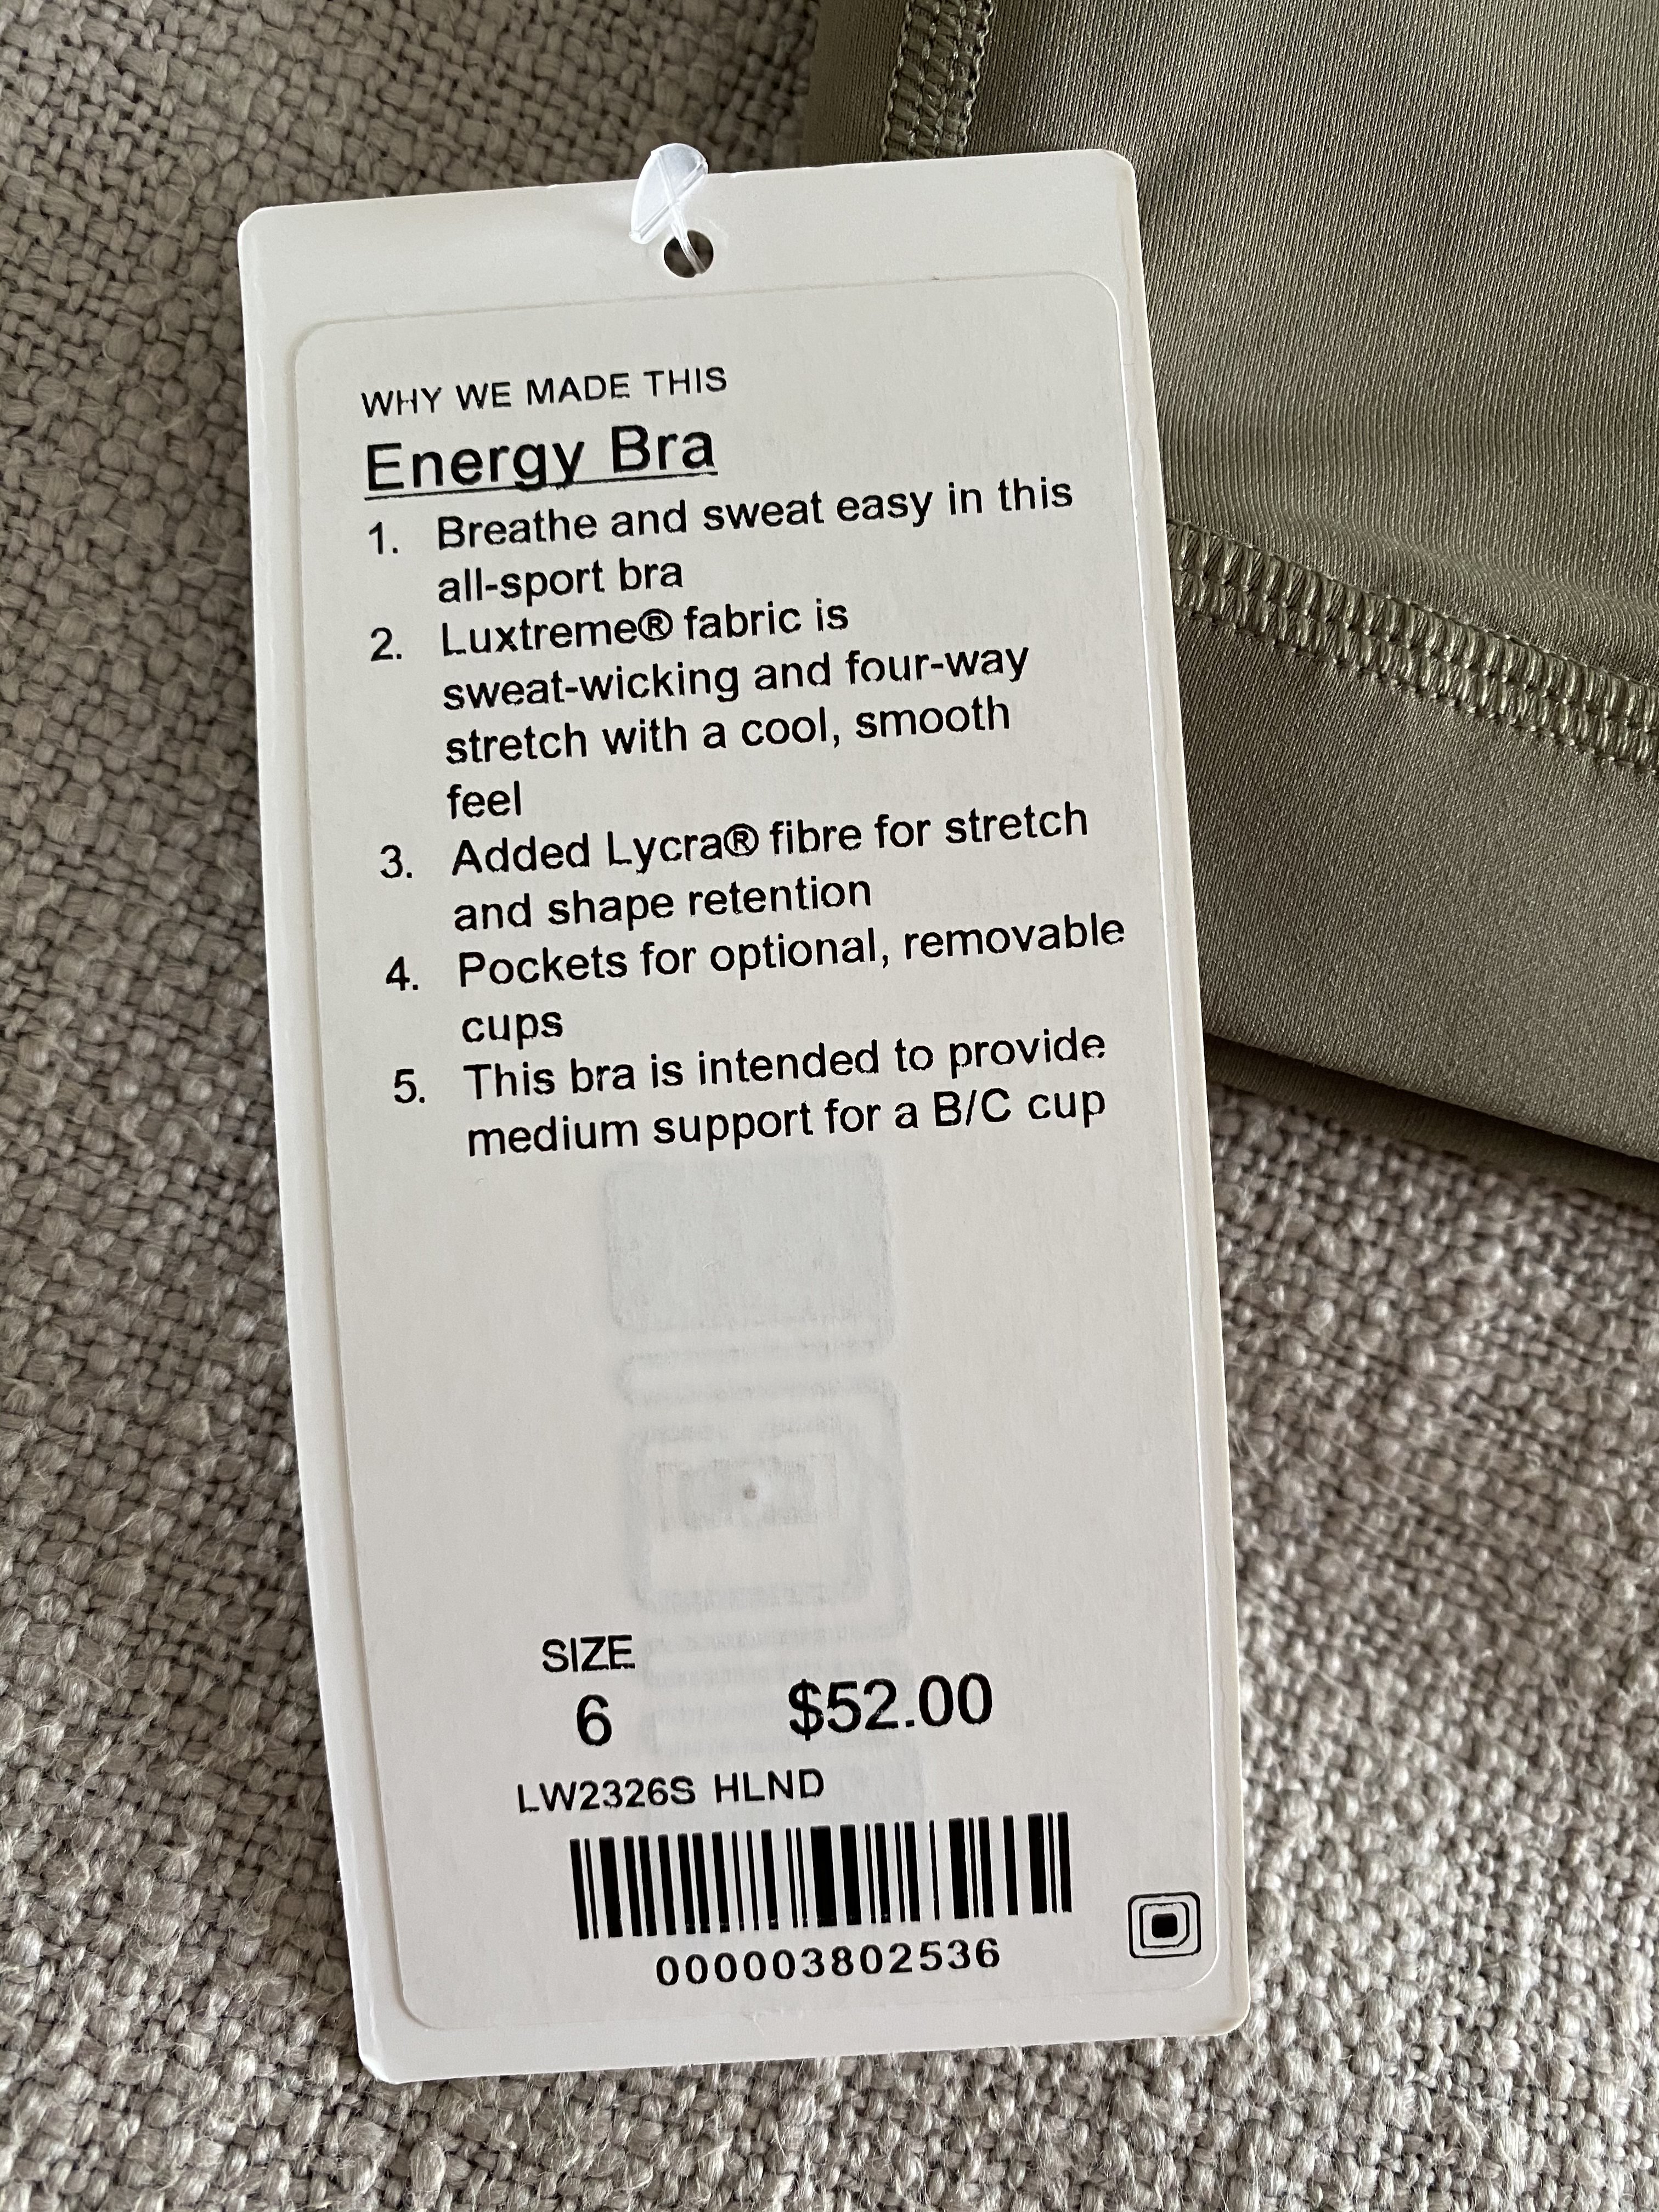 WHY WE MADE THIS
Energy Bra
1. Breathe and sweat easy in this
all-sport bra
2. Luxtreme® fabric is
sweat-wicking and four-way
stretch with a cool, smooth
feel
3. Added Lycra® fibre for stretch
and shape retention
4. Pockets for optional, removable
cups
5. This bra is intended to provide
medium support for a B/C cup
SIZE
6 $52.00
LW2326S HLND
000003802536